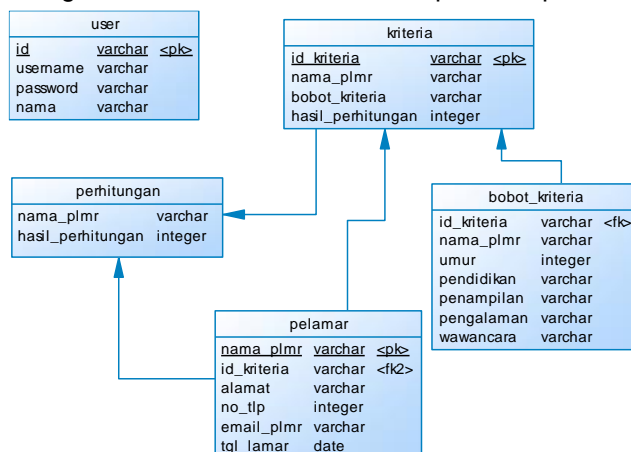 user
id varchar <pk>
username varchar
password varchar
nama varchar
kriteria
id_kriteria varchar <pk>
nama_plmr varchar
bobot_kriteria varchar
hasil_perhitungan integer
perhitungan
nama_plmr varchar
hasil_perhitungan integer
bobot_kriteria
id_kriteria varchar <fk>
nama_plmr varchar
umur integer
pendidikan varchar
penampilan varchar
pengalaman varchar
wawancara varchar
pelamar
nama_plmr varchar <pk>
id_kriteria varchar <fk2>
alamat varchar
no_tlp integer
email_plmr varchar
tgl_lamar date